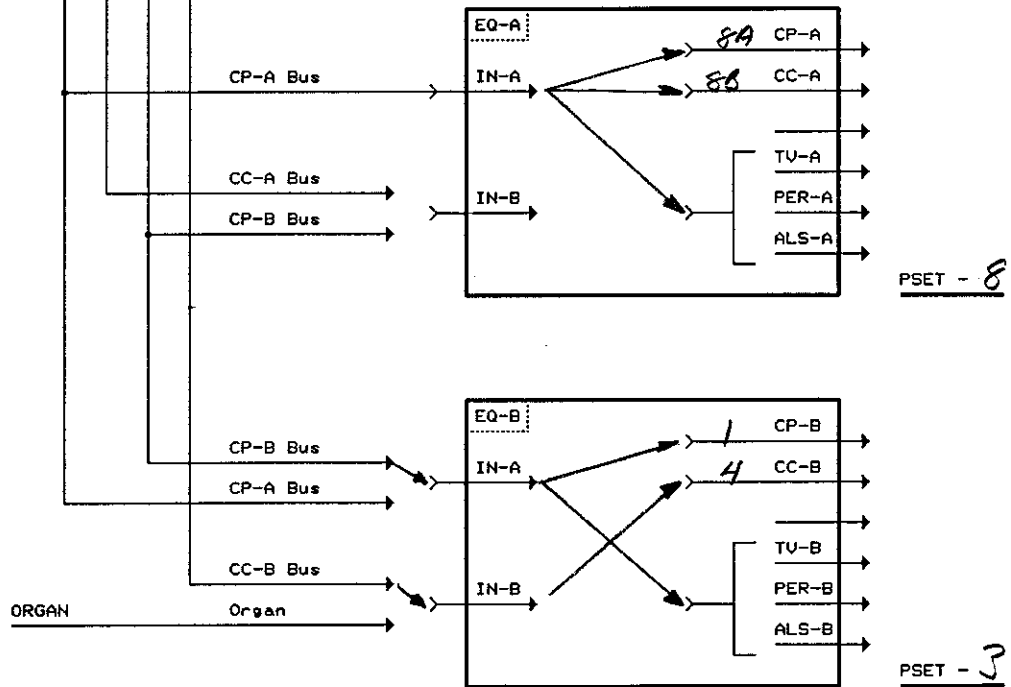 EQ-A
8A CP-A
CP-A Bus IN-A 8B CC-A
TV-A
CC-A Bus
CP-B Bus IN-B PER-A
ALS-A
PSET - 8
EQ-B
1 CP-B
CP-B Bus IN-A 4 CC-B
CP-A Bus
TV-B
CC-B Bus IN-B PER-B
ORGAN Organ
ALS-B
PSET - 3